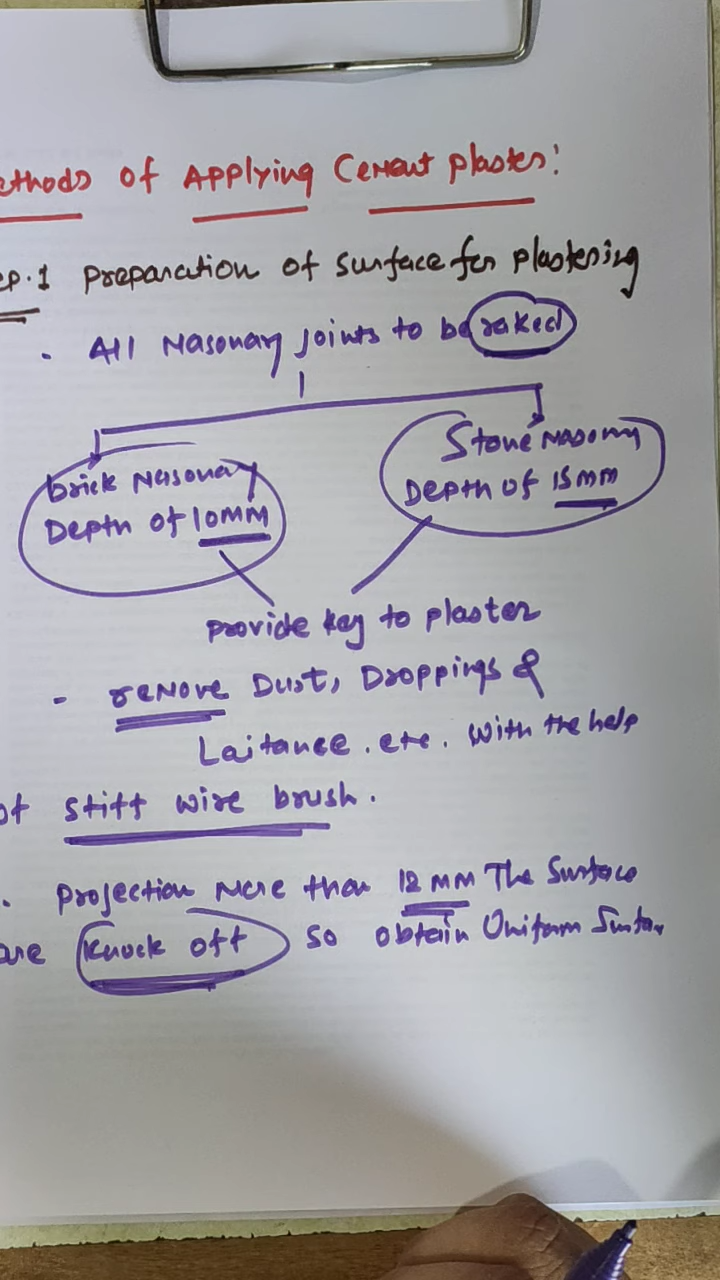 ethods of Applying Cement plaster:
ep.1 preparation of surface for plastering
. All Masonary joints to be raked
Stone Masonry
brick Masonary
Depth of 15mm
Depth of 10mm
provide key to plaster
- remove Dust, Droppings &
Laitance . etc. with the help
of stiff wire brush.
. projection more than 12 mm The Surface
are knock off so obtain Uniform